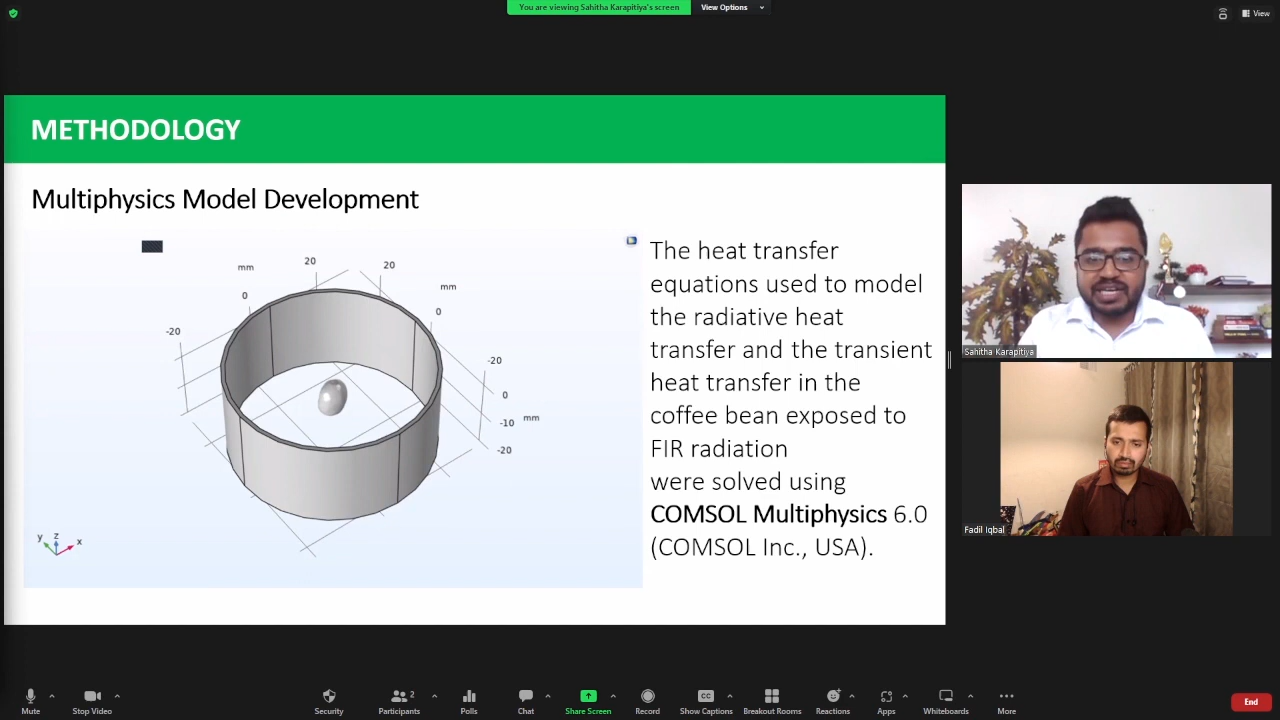 You are viewing Sahitha Karapitiya's screen
View Options
View
METHODOLOGY
Multiphysics Model Development
The heat transfer
equations used to model
the radiative heat
transfer and the transient
heat transfer in the
coffee bean exposed to
FIR radiation
were solved using
COMSOL Multiphysics 6.0
(COMSOL Inc., USA).
mm
20
20
mm
0
0
-20
-20
0
-10
mm
-20
y
z
x
Sahitha Karapitiya
Fadil Iqbal
Mute
Stop Video
Security
2
Participants
Polls
Chat
Share Screen
Record
CC
Show Captions
Breakout Rooms
Reactions
Apps
Whiteboards
More
End